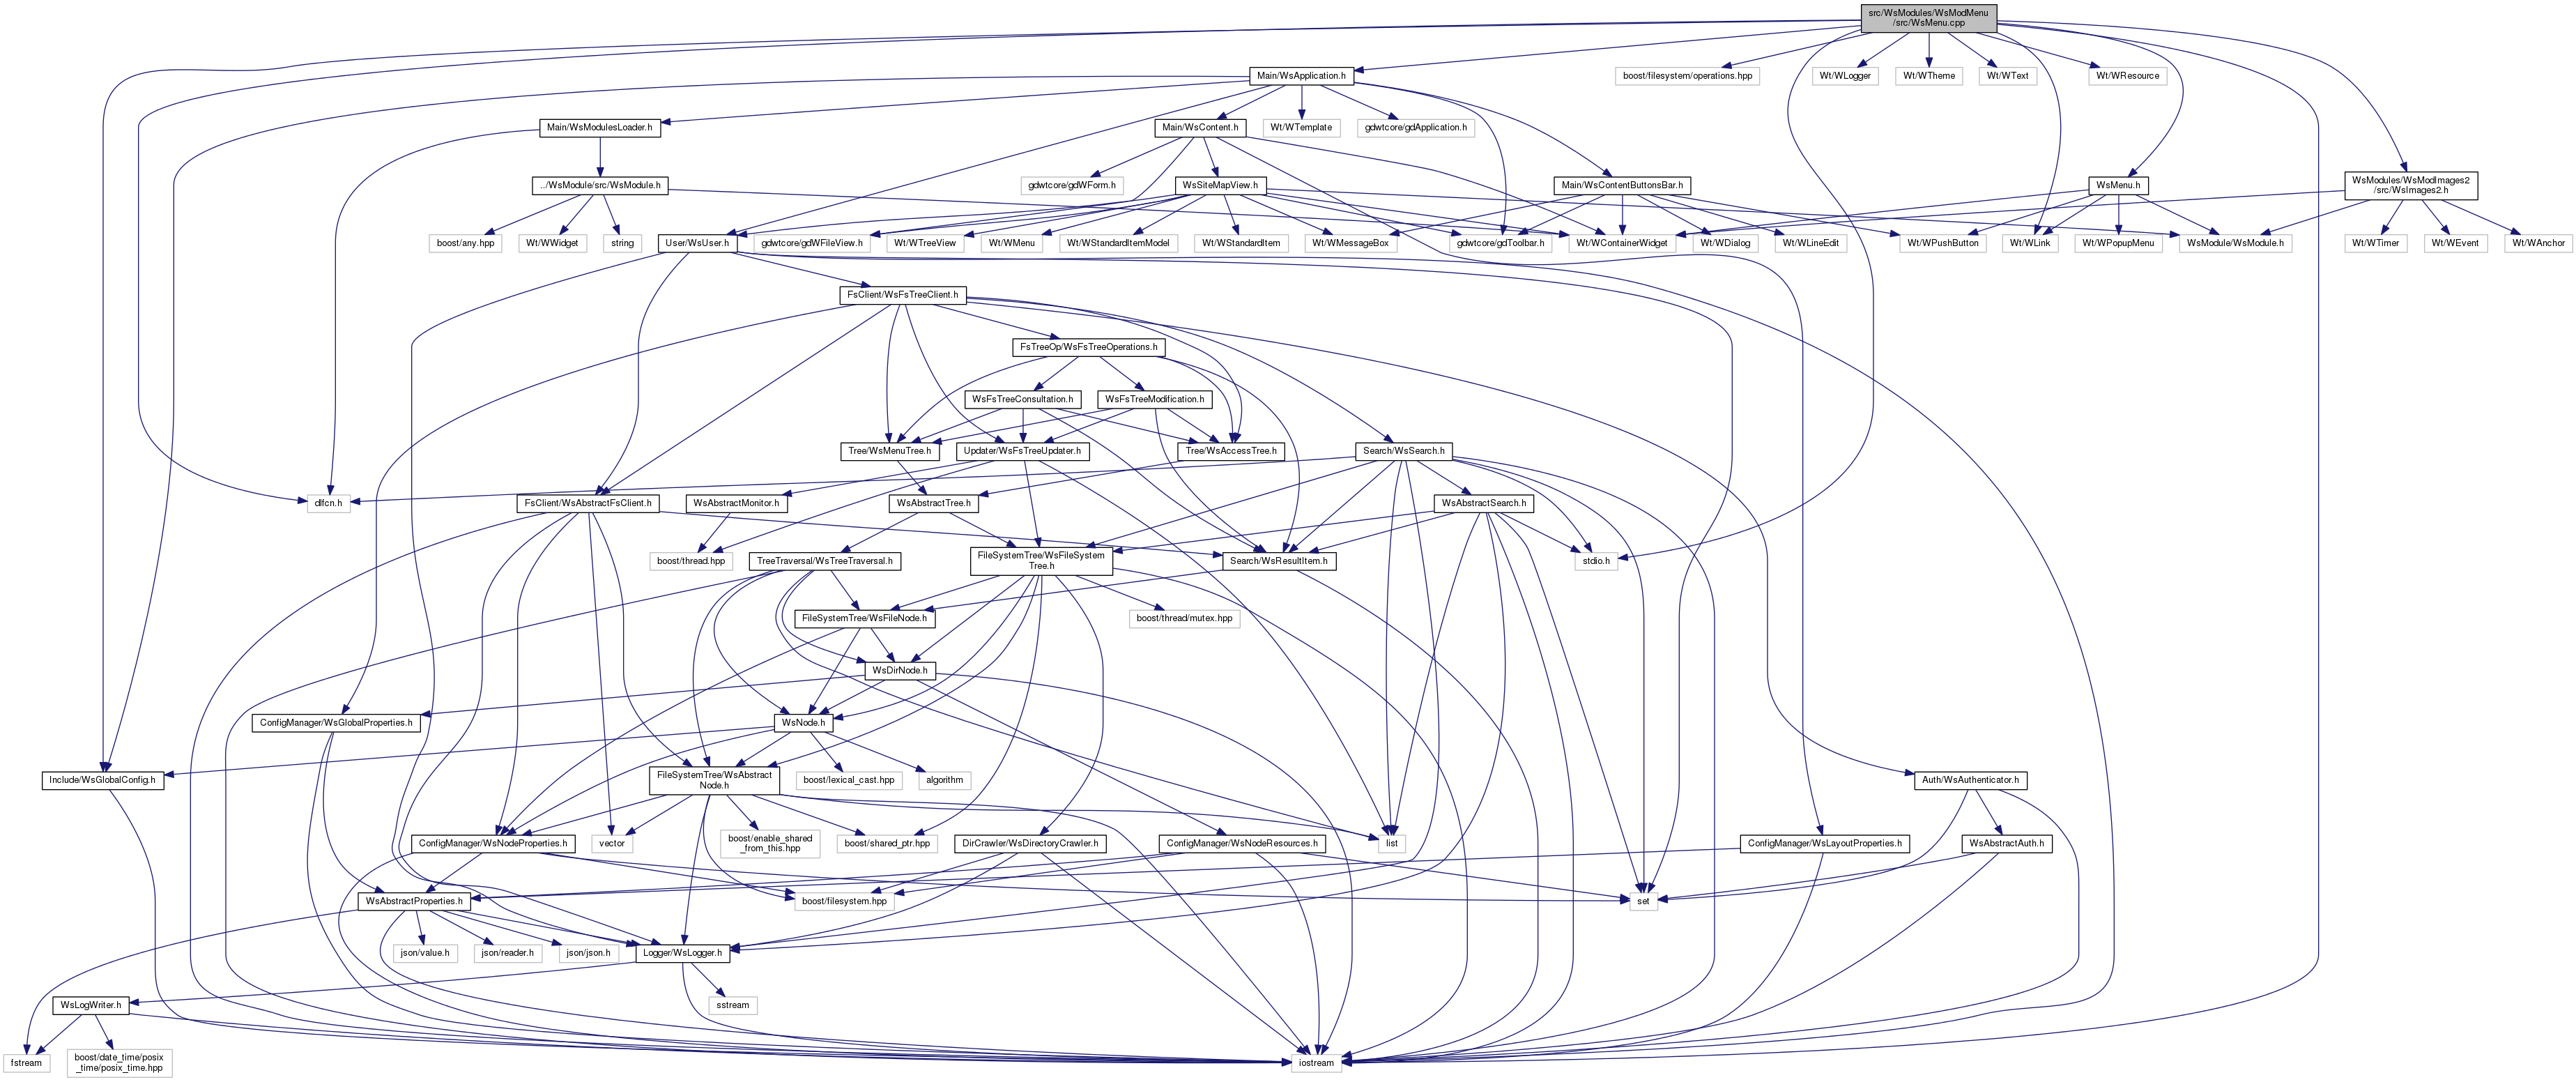 src/WsModules/WsModMenu
/src/WsMenu.cpp
Main/WsApplication.h
boost/filesystem/operations.hpp
Wt/WLogger
Wt/WTheme
Wt/WText
Wt/WResource
Main/WsModulesLoader.h
Main/WsContent.h
Wt/WTemplate
gdwtcore/gdApplication.h
../WsModule/src/WsModule.h
gdwtcore/gdWForm.h
WsSiteMapView.h
Main/WsContentButtonsBar.h
WsMenu.h
WsModules/WsModImages2
/src/WsImages2.h
boost/any.hpp
Wt/WWidget
string
User/WsUser.h
gdwtcore/gdWFileView.h
Wt/WTreeView
Wt/WMenu
Wt/WStandardItemModel
Wt/WStandardItem
Wt/WMessageBox
gdwtcore/gdToolbar.h
Wt/WContainerWidget
Wt/WDialog
Wt/WLineEdit
Wt/WPushButton
Wt/WLink
Wt/WPopupMenu
WsModule/WsModule.h
Wt/WTimer
Wt/WEvent
Wt/WAnchor
FsClient/WsFsTreeClient.h
FsTreeOp/WsFsTreeOperations.h
WsFsTreeConsultation.h
WsFsTreeModification.h
Tree/WsMenuTree.h
Updater/WsFsTreeUpdater.h
Tree/WsAccessTree.h
Search/WsSearch.h
dlfcn.h
FsClient/WsAbstractFsClient.h
WsAbstractMonitor.h
WsAbstractTree.h
WsAbstractSearch.h
boost/thread.hpp
TreeTraversal/WsTreeTraversal.h
FileSystemTree/WsFileSystem
Tree.h
Search/WsResultItem.h
stdio.h
FileSystemTree/WsFileNode.h
boost/thread/mutex.hpp
WsDirNode.h
ConfigManager/WsGlobalProperties.h
WsNode.h
Include/WsGlobalConfig.h
FileSystemTree/WsAbstract
Node.h
boost/lexical_cast.hpp
algorithm
Auth/WsAuthenticator.h
ConfigManager/WsNodeProperties.h
vector
boost/enable_shared
_from_this.hpp
boost/shared_ptr.hpp
DirCrawler/WsDirectoryCrawler.h
ConfigManager/WsNodeResources.h
list
ConfigManager/WsLayoutProperties.h
WsAbstractAuth.h
WsAbstractProperties.h
boost/filesystem.hpp
set
json/value.h
json/reader.h
json/json.h
Logger/WsLogger.h
WsLogWriter.h
sstream
fstream
boost/date_time/posix
_time/posix_time.hpp
iostream